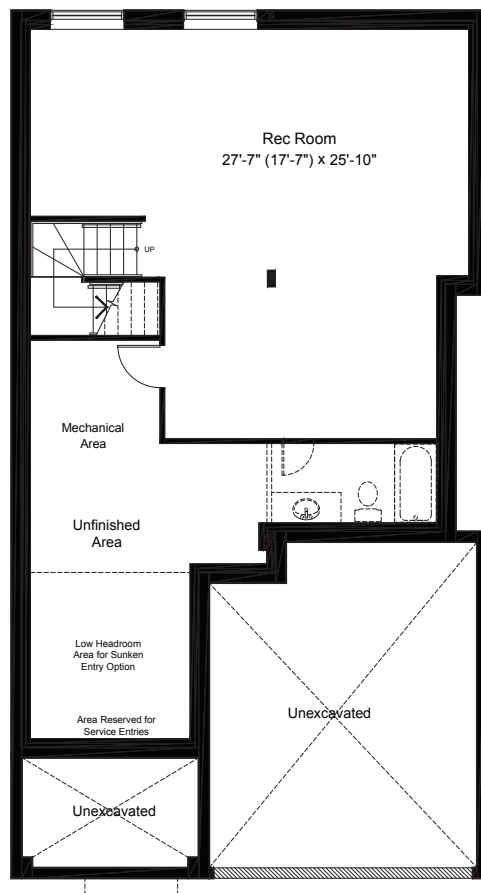 Rec Room
27'-7" (17'-7") x 25'-10"
UP
Mechanical
Area
Unfinished
Area
Low Headroom
Area for Sunken
Entry Option
Unexcavated
Area Reserved for
Service Entries
Unexcavated